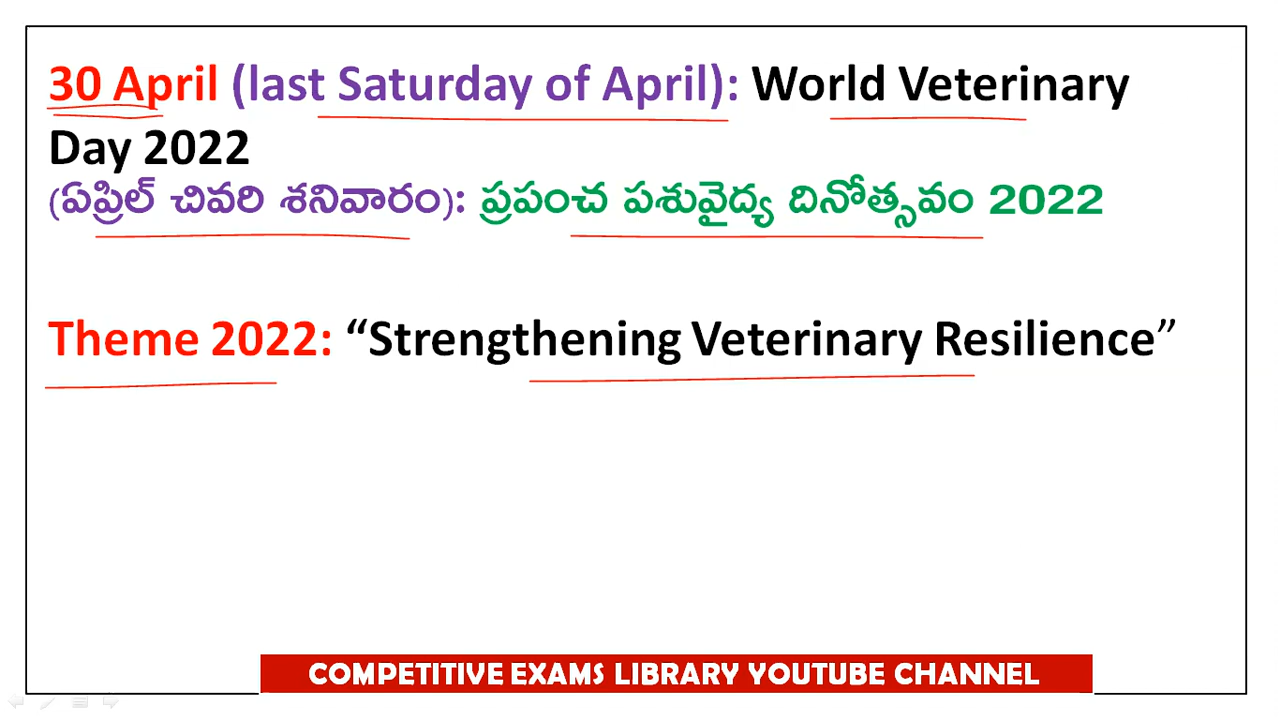 30 April (last Saturday of April): World Veterinary
Day 2022
(ఏప్రిల్ చివరి శనివారం): ప్రపంచ పశువైద్య దినోత్సవం 2022
Theme 2022: “Strengthening Veterinary Resilience”
COMPETITIVE EXAMS LIBRARY YOUTUBE CHANNEL